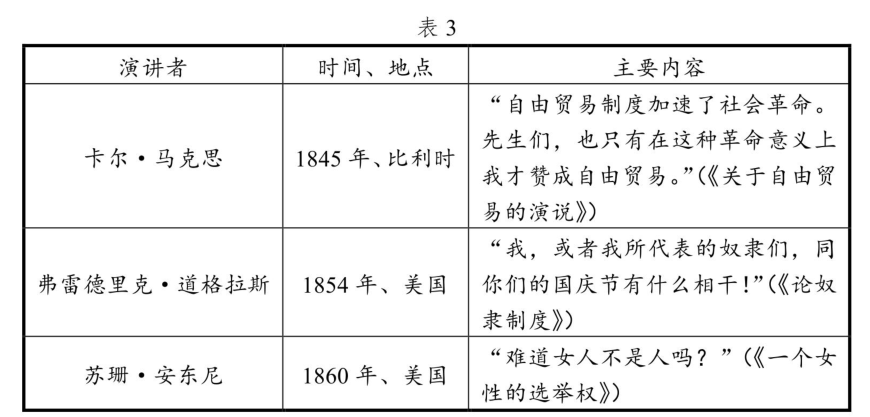 表 3
演讲者 时间、地点 主要内容
卡尔·马克思 1845 年、比利时 “自由贸易制度加速了社会革命。
先生们，也只有在这种革命意义上
我才赞成自由贸易。”(《关于自由贸
易的演说》)
弗雷德里克·道格拉斯 1854 年、美国 “我，或者我所代表的奴隶们，同
你们的国庆节有什么相干！”(《论奴
隶制度》)
苏珊·安东尼 1860 年、美国 “难道女人不是人吗？”(《一个女
性的选举权》)